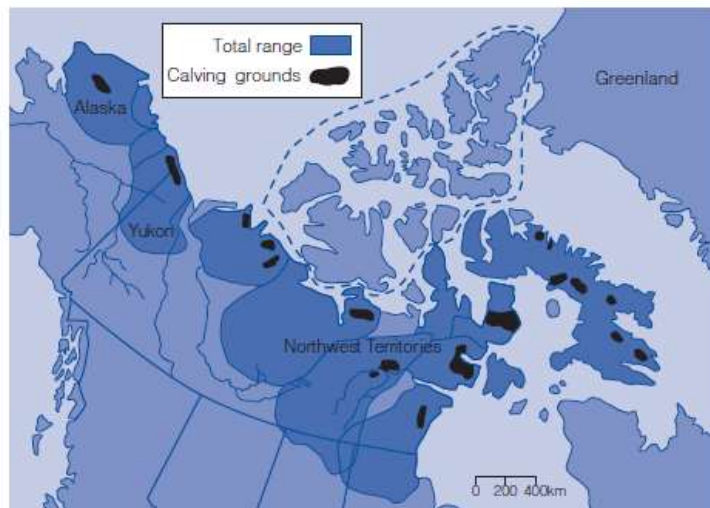 Total range
Calving grounds
Greenland
Alaska
Yukon
Northwest Territories
0 200 400km